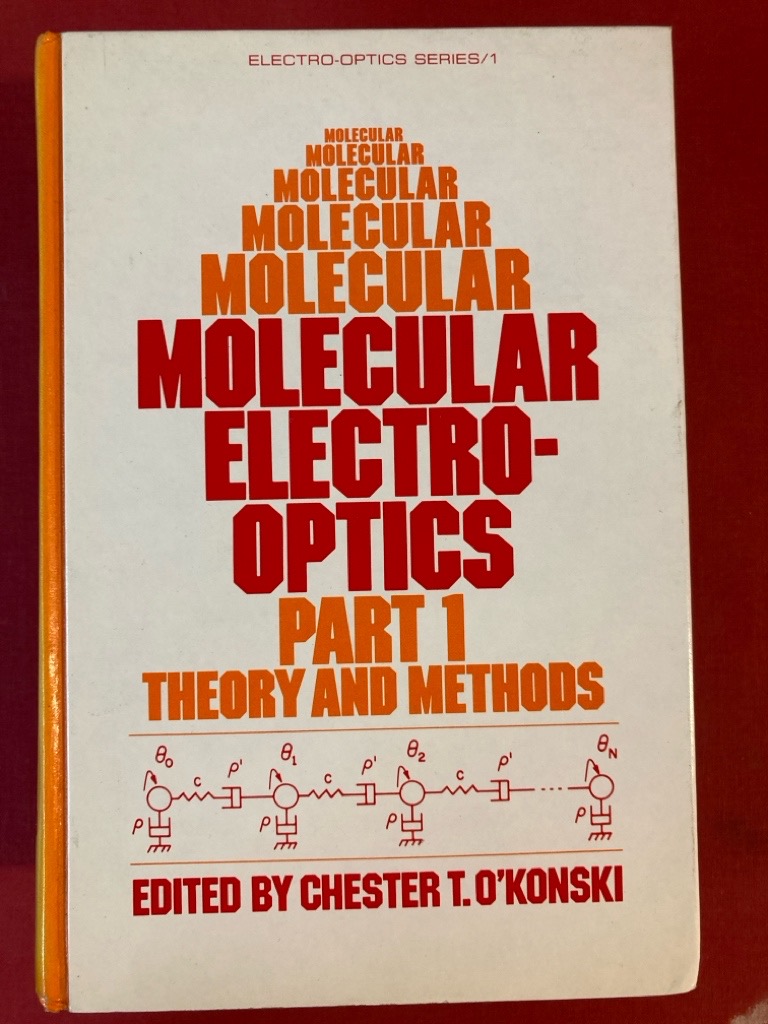 ELECTRO-OPTICS SERIES/1
MOLECULAR
MOLECULAR
MOLECULAR
MOLECULAR
MOLECULAR
MOLECULAR
ELECTRO-
OPTICS
PART 1
THEORY AND METHODS
θ₀ θ₁ θ₂ θN
c ρ' c ρ' c ρ'
ρ ρ ρ ρ
EDITED BY CHESTER T. O'KONSKI